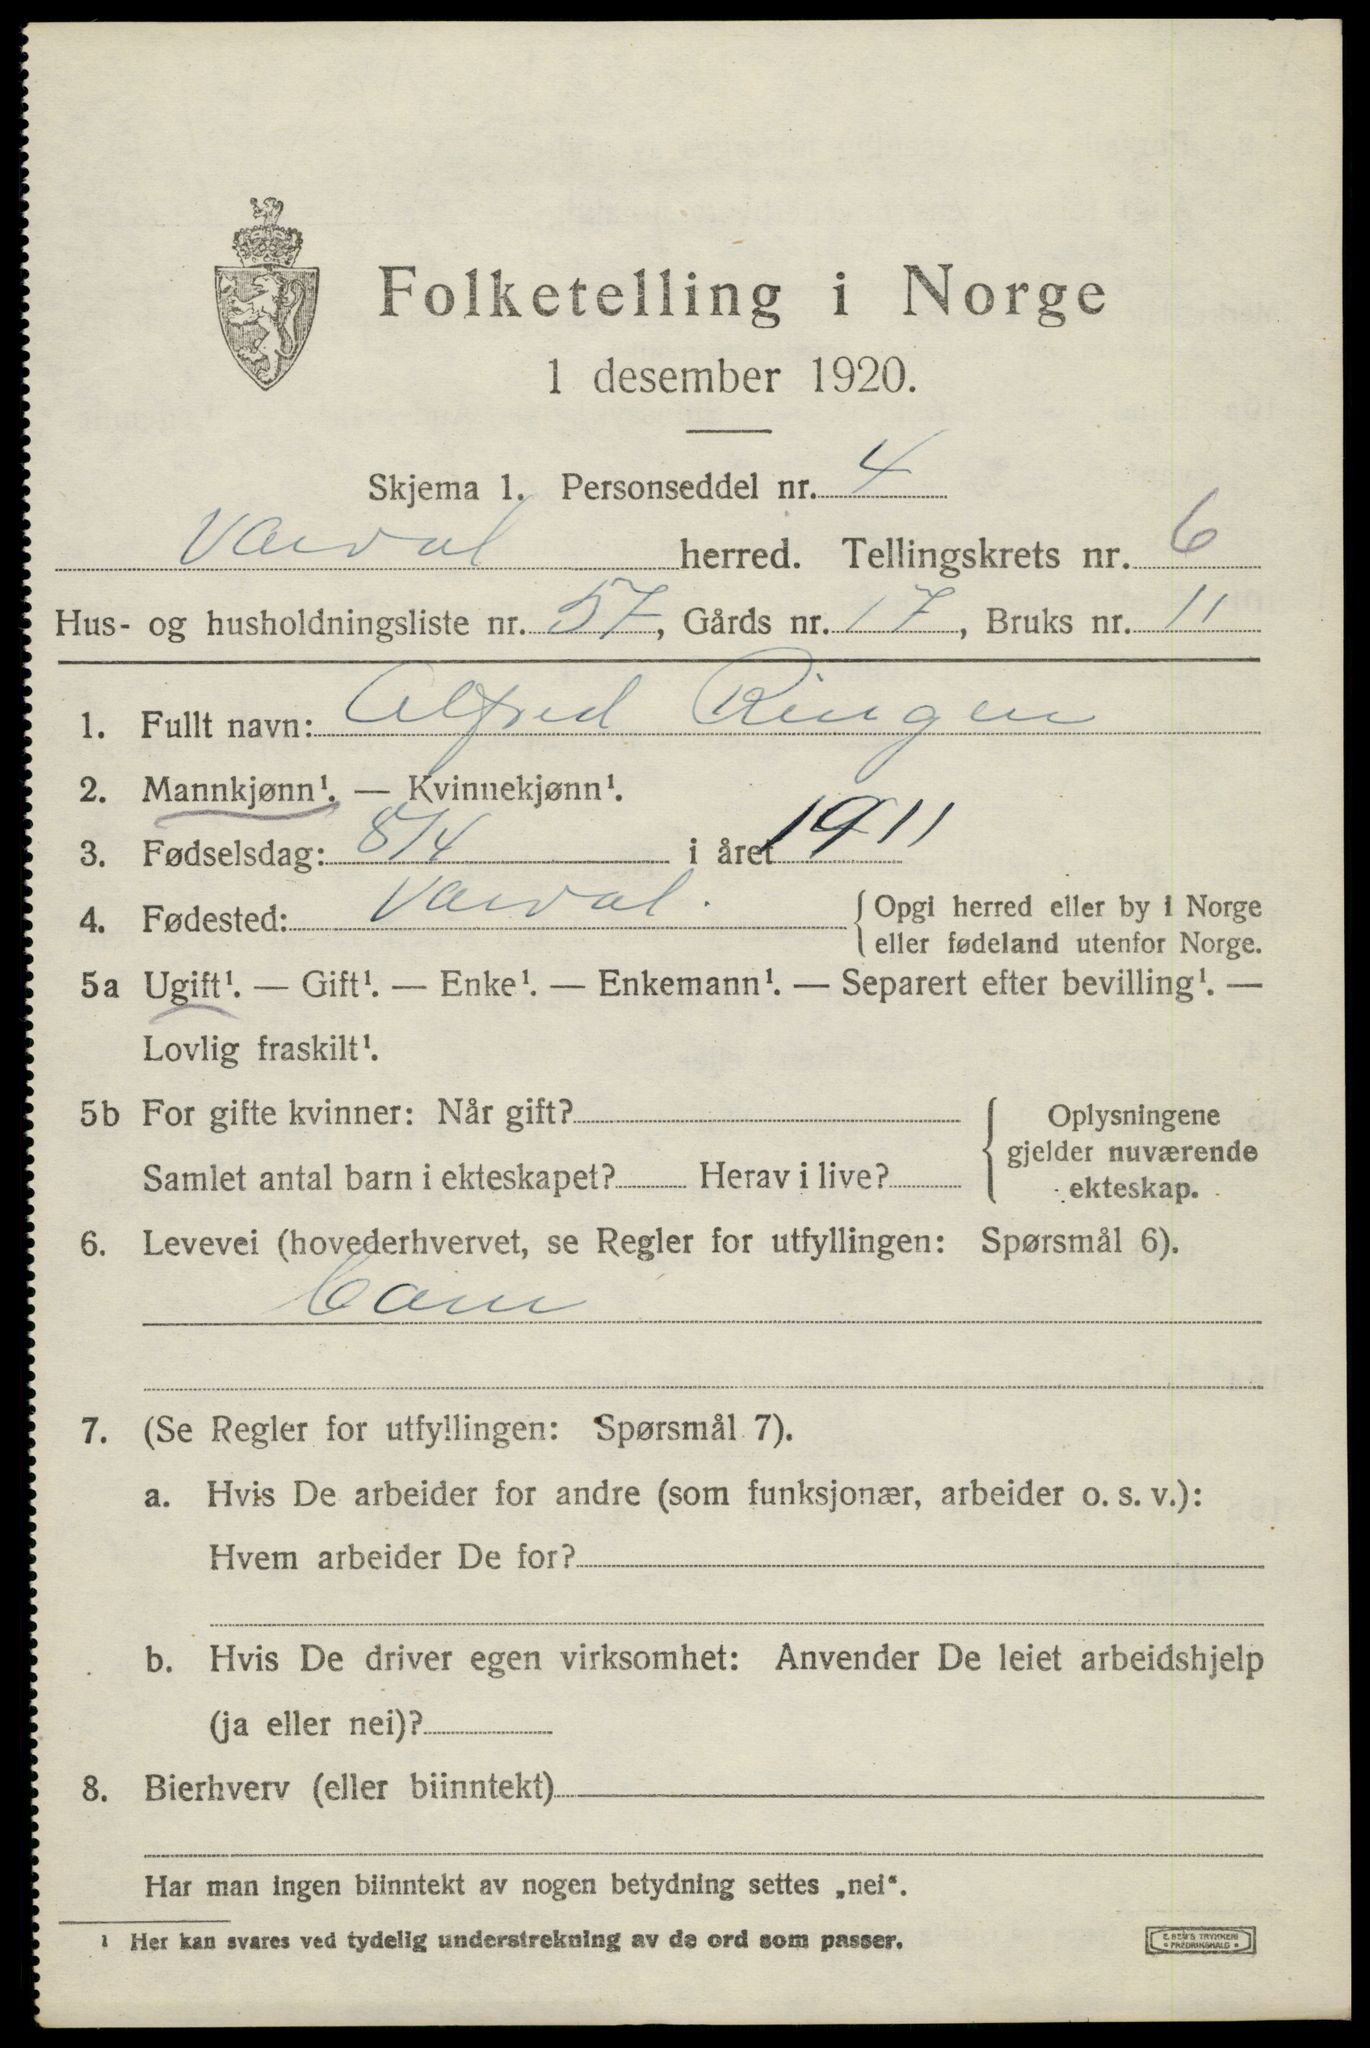 Folketelling i Norge
1 desember 1920.
Skjema 1. Personseddel nr. 4
Vardal herred. Tellingskrets nr. 6
Hus- og husholdningsliste nr. 57, Gårds nr. 17, Bruks nr. 11
1. Fullt navn: Alfred Ringen
2. Mannkjønn¹. — Kvinnekjønn¹.
3. Fødselsdag: 8/4 i året 1911
4. Fødested: Vardal. { Opgi herred eller by i Norge
eller fødeland utenfor Norge.
5a Ugift¹. — Gift¹. — Enke¹. — Enkemann¹. — Separert efter bevilling¹. —
Lovlig fraskilt¹.
5b For gifte kvinner: Når gift? { Oplysningene
gjelder nuværende
Samlet antal barn i ekteskapet? Herav i live? ekteskap.
6. Levevei (hovederhvervet, se Regler for utfyllingen: Spørsmål 6).
barn
7. (Se Regler for utfyllingen: Spørsmål 7).
a. Hvis De arbeider for andre (som funksjonær, arbeider o. s. v.):
Hvem arbeider De for?
b. Hvis De driver egen virksomhet: Anvender De leiet arbeidshjelp
(ja eller nei)?
8. Bierhverv (eller biinntekt)
Har man ingen biinntekt av nogen betydning settes „nei“.
¹ Her kan svares ved tydelig understrekning av de ord som passer.
E. SEM'S TRYKKERI
FREDRIKSHALD